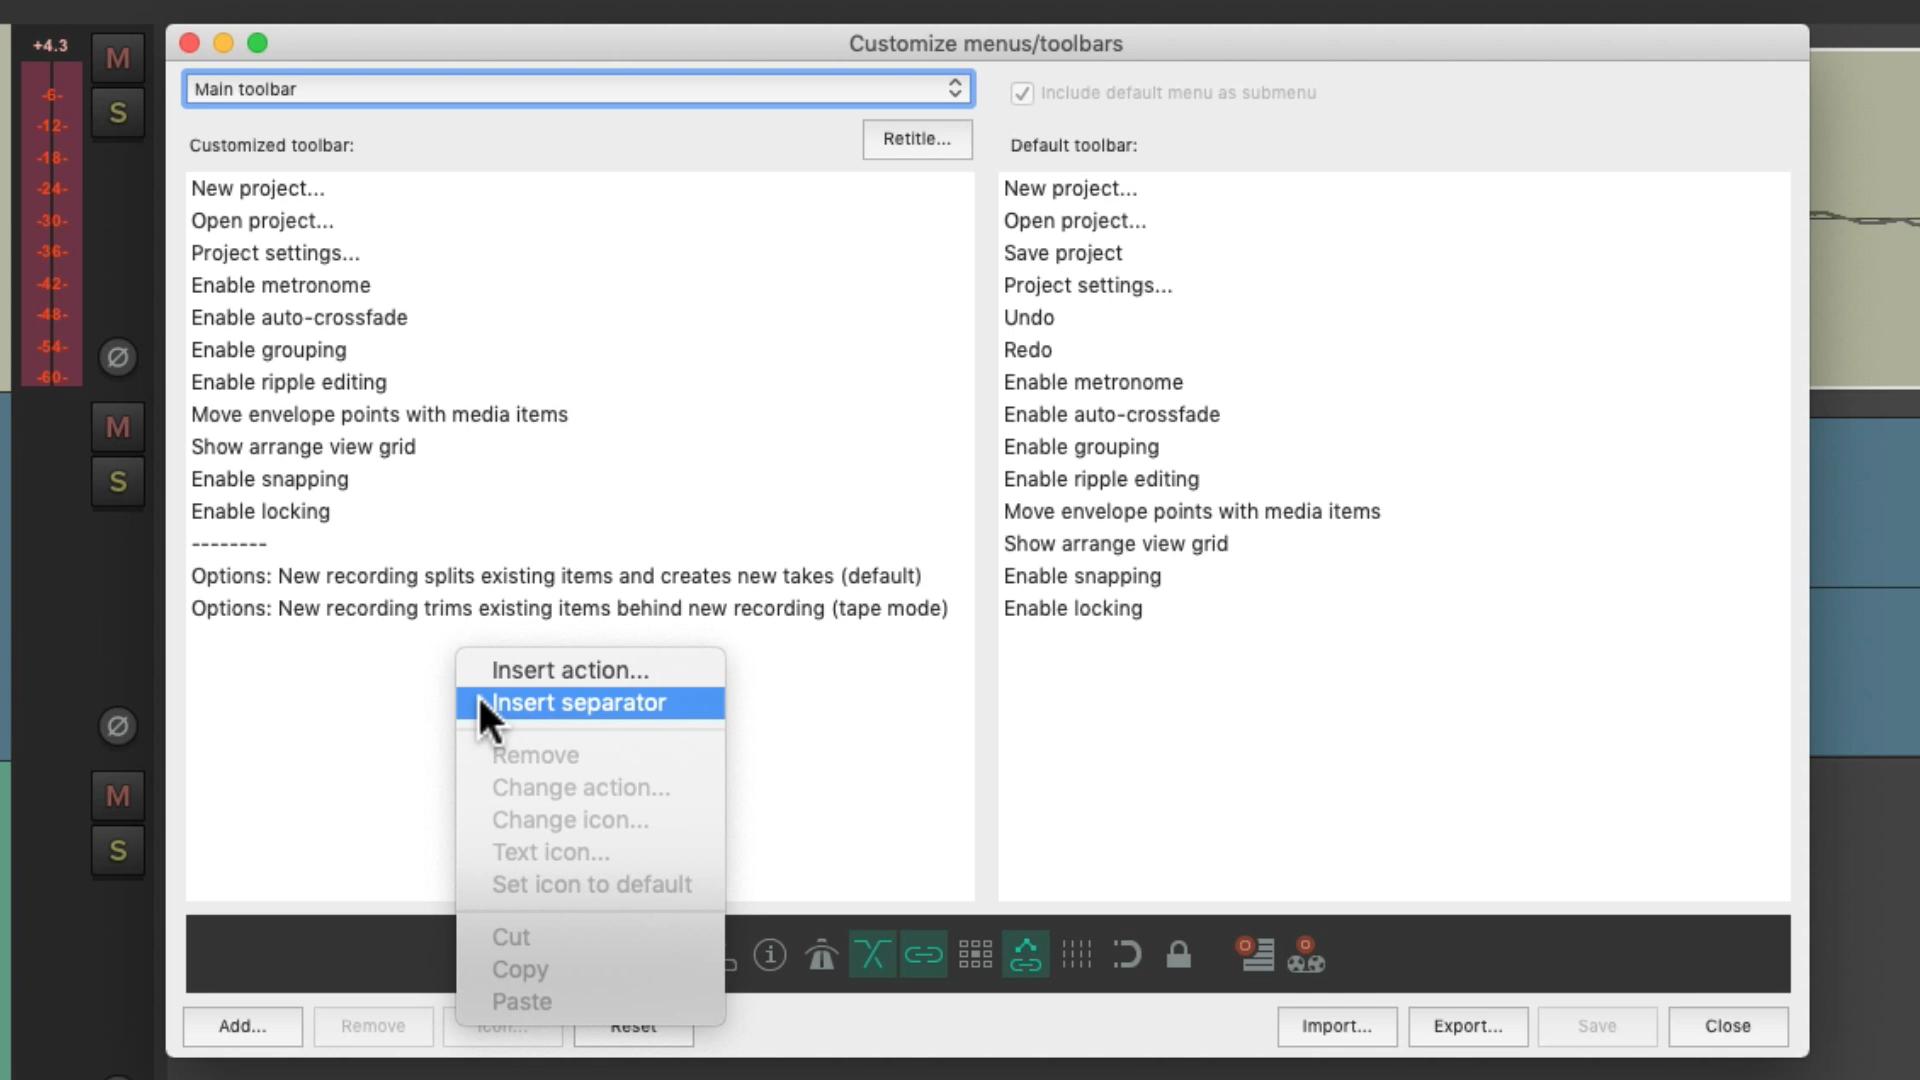 +4.3
-6-
-12-
-18-
-24-
-30-
-36-
-42-
-48-
-54-
-60-
M
S
M
S
M
S
Customize menus/toolbars
Main toolbar
Include default menu as submenu
Customized toolbar:
Retitle...
Default toolbar:
New project...
Open project...
Project settings...
Enable metronome
Enable auto-crossfade
Enable grouping
Enable ripple editing
Move envelope points with media items
Show arrange view grid
Enable snapping
Enable locking
--------
Options: New recording splits existing items and creates new takes (default)
Options: New recording trims existing items behind new recording (tape mode)
New project...
Open project...
Save project
Project settings...
Undo
Redo
Enable metronome
Enable auto-crossfade
Enable grouping
Enable ripple editing
Move envelope points with media items
Show arrange view grid
Enable snapping
Enable locking
Insert action...
Insert separator
Remove
Change action...
Change icon...
Text icon...
Set icon to default
Cut
Copy
Paste
Add...
Remove
Icon...
Reset
Import...
Export...
Save
Close